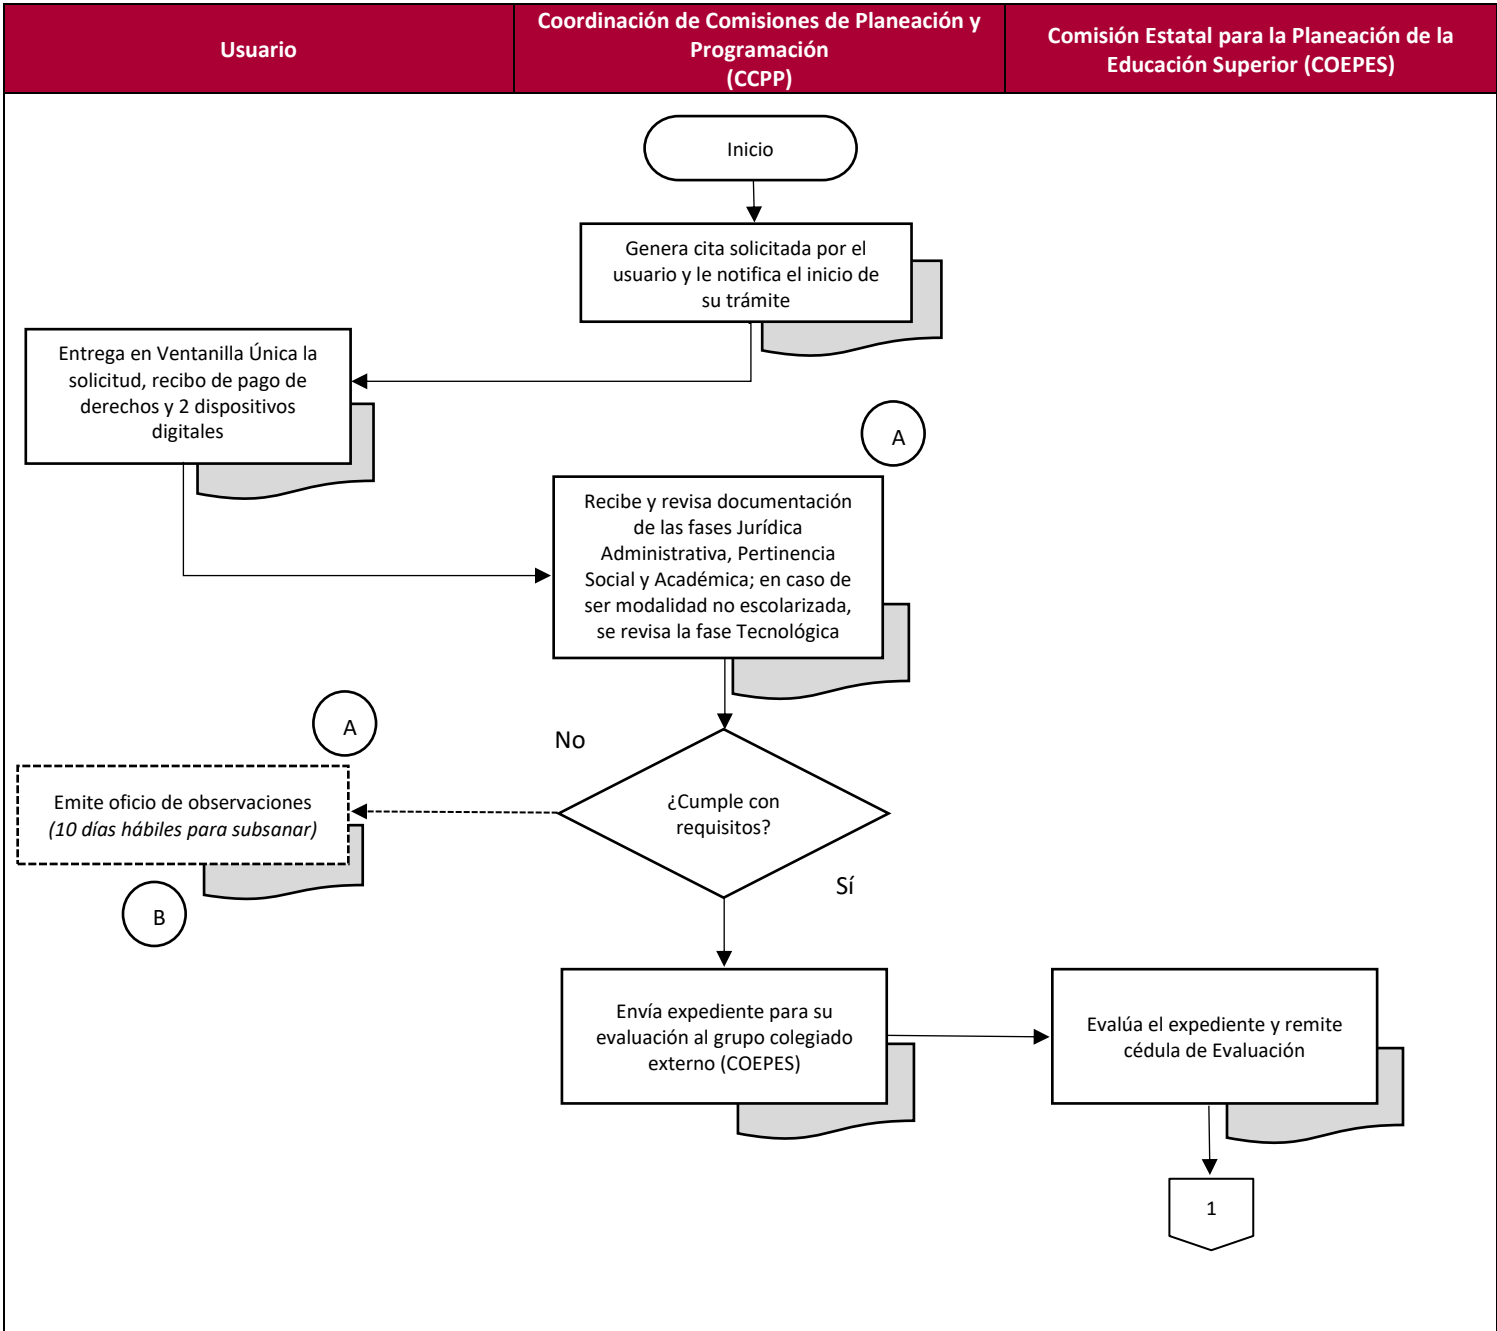 Usuario
Coordinación de Comisiones de Planeación y
Programación
(CCPP)
Comisión Estatal para la Planeación de la
Educación Superior (COEPES)
Inicio
Genera cita solicitada por el
usuario y le notifica el inicio de
su trámite
Entrega en Ventanilla Única la
solicitud, recibo de pago de
derechos y 2 dispositivos
digitales
A
Recibe y revisa documentación
de las fases Jurídica
Administrativa, Pertinencia
Social y Académica; en caso de
ser modalidad no escolarizada,
se revisa la fase Tecnológica
A
No
¿Cumple con
requisitos?
Emite oficio de observaciones
(10 días hábiles para subsanar)
Sí
B
Envía expediente para su
evaluación al grupo colegiado
externo (COEPES)
Evalúa el expediente y remite
cédula de Evaluación
1